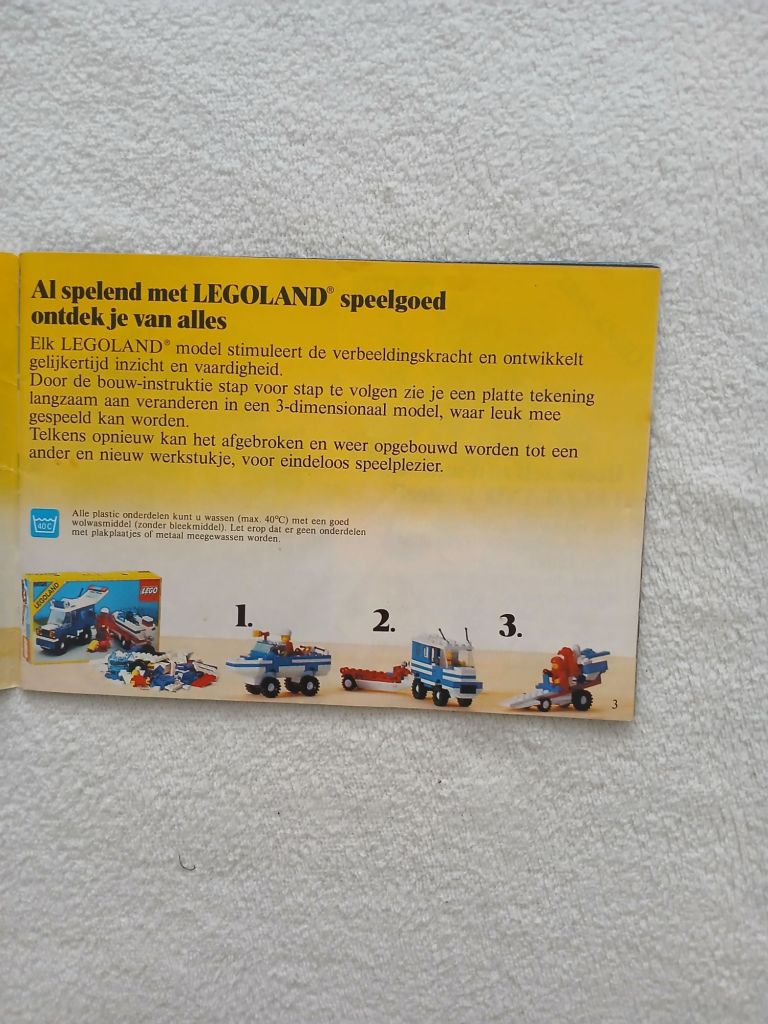 Al spelend met LEGOLAND® speelgoed
ontdek je van alles
Elk LEGOLAND® model stimuleert de verbeeldingskracht en ontwikkelt
gelijkertijd inzicht en vaardigheid.
Door de bouw-instruktie stap voor stap te volgen zie je een platte tekening
langzaam aan veranderen in een 3-dimensionaal model, waar leuk mee
gespeeld kan worden.
Telkens opnieuw kan het afgebroken en weer opgebouwd worden tot een
ander en nieuw werkstukje, voor eindeloos speelplezier.
40C
Alle plastic onderdelen kunt u wassen (max. 40°C) met een goed
wolwasmiddel (zonder bleekmiddel). Let erop dat er geen onderdelen
met plakplaatjes of metaal meegewassen worden.
LEGOLAND
LEGO
1.
2.
3.
3